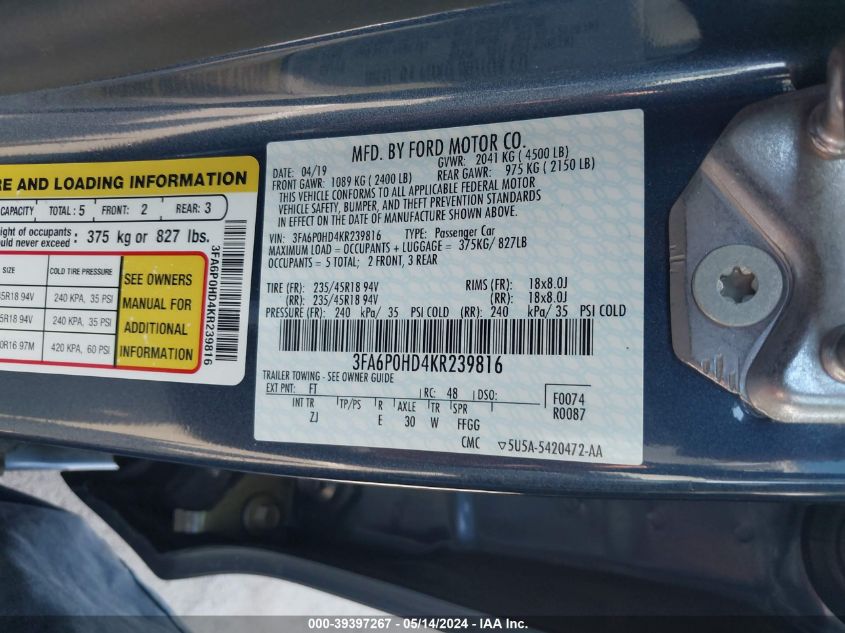 RE AND LOADING INFORMATION
CAPACITY TOTAL: 5 FRONT: 2 REAR: 3
eight of occupants
ould never exceed : 375 kg or 827 lbs.
SIZE COLD TIRE PRESSURE
5R18 94V 240 KPA, 35 PSI
5R18 94V 240 KPA, 35 PSI
0R16 97M 420 KPA, 60 PSI
SEE OWNERS
MANUAL FOR
ADDITIONAL
INFORMATION
3FA6P0HD4KR239816
MFD. BY FORD MOTOR CO.
DATE: 04/19 GVWR: 2041 KG ( 4500 LB)
FRONT GAWR: 1089 KG ( 2400 LB) REAR GAWR: 975 KG ( 2150 LB)
THIS VEHICLE CONFORMS TO ALL APPLICABLE FEDERAL MOTOR
VEHICLE SAFETY, BUMPER, AND THEFT PREVENTION STANDARDS
IN EFFECT ON THE DATE OF MANUFACTURE SHOWN ABOVE.
VIN: 3FA6P0HD4KR239816 TYPE: Passenger Car
MAXIMUM LOAD = OCCUPANTS + LUGGAGE = 375KG/ 827LB
OCCUPANTS = 5 TOTAL; 2 FRONT, 3 REAR
TIRE (FR): 235/45R18 94V RIMS (FR): 18x8.0J
(RR): 235/45R18 94V (RR): 18x8.0J
PRESSURE (FR): 240 kPa/ 35 PSI COLD (RR): 240 kPa/ 35 PSI COLD
3FA6P0HD4KR239816
TRAILER TOWING - SEE OWNER GUIDE
EXT PNT: FT RC: 48 DSO:
INT TR TP/PS R AXLE TR SPR
ZJ E 30 W FFGG
F0074
R0087
CMC ▽5U5A-5420472-AA
000-39397267 - 05/14/2024 - IAA Inc.